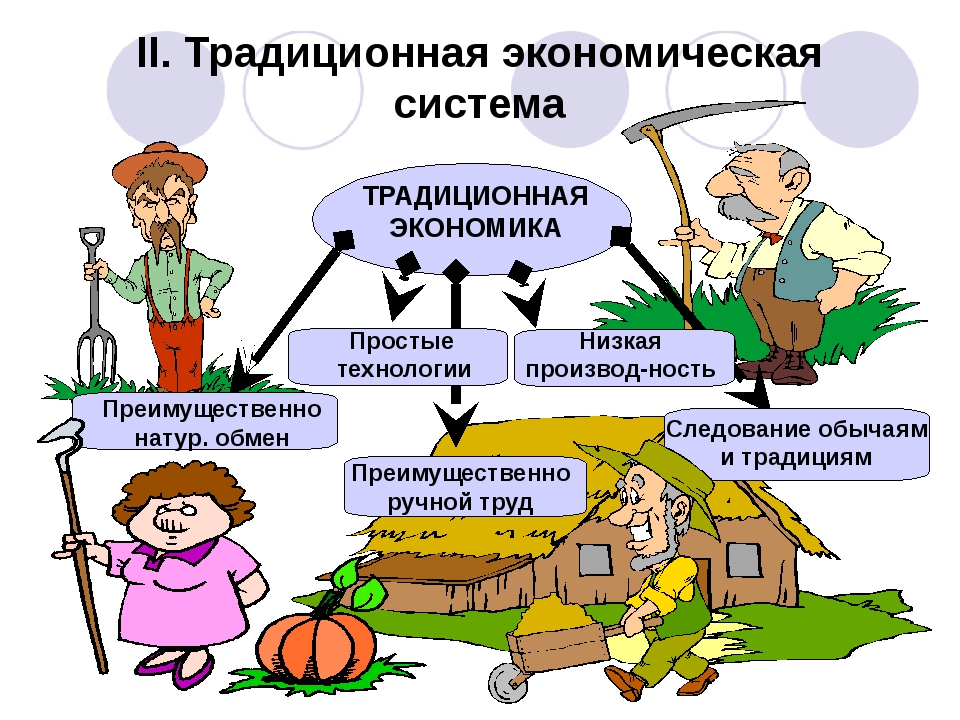 II. Традиционная экономическая
система
ТРАДИЦИОННАЯ
ЭКОНОМИКА
Простые
технологии
Низкая
производ-ность
Преимущественно
натур. обмен
Следование обычаям
и традициям
Преимущественно
ручной труд